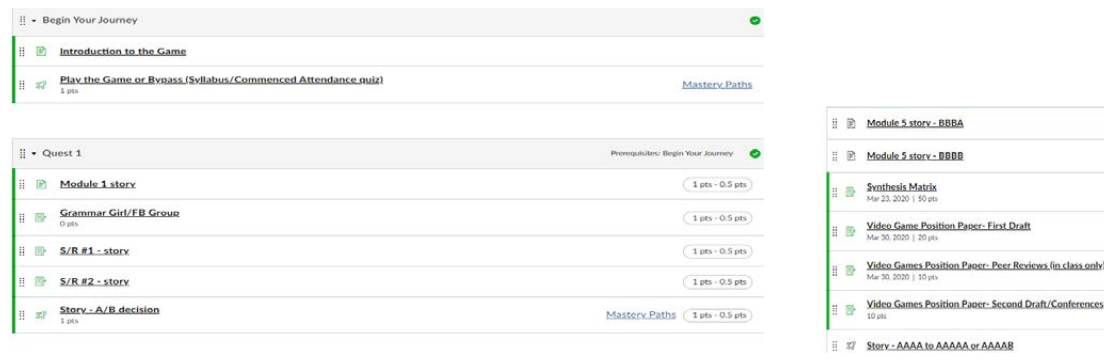 Begin Your Journey
Introduction to the Game
Play the Game or Bypass (Syllabus/Commenced Attendance quiz)
1 pts
Mastery Paths
Quest 1
Prerequisites: Begin Your Journey
Module 1 story
1 pts - 0.5 pts
Grammar Girl/FB Group
0 pts
1 pts - 0.5 pts
S/R #1 - story
1 pts - 0.5 pts
S/R #2 - story
1 pts - 0.5 pts
Story - A/B decision
1 pts
Mastery Paths
1 pts - 0.5 pts
Module 5 story - BBBA
Module 5 story - BBBB
Synthesis Matrix
Mar 23, 2020 | 50 pts
Video Game Position Paper- First Draft
Mar 30, 2020 | 20 pts
Video Games Position Paper- Peer Reviews (in class only)
Mar 30, 2020 | 10 pts
Video Games Position Paper- Second Draft/Conferences
10 pts
Story - AAAA to AAAAA or AAAAB